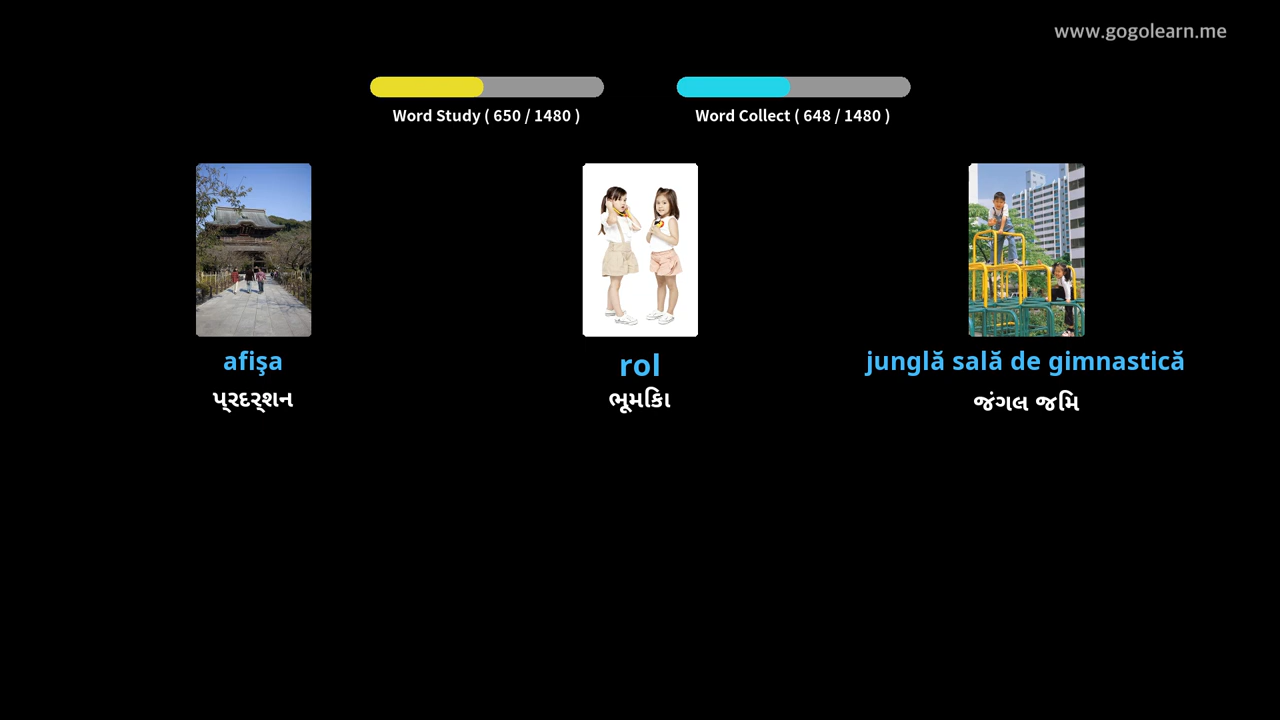 www.gogolearn.me
Word Study ( 650 / 1480 )
Word Collect ( 648 / 1480 )
afişa
rol
junglă sală de gimnastică
પ્રદર્શન
ભૂમિકા
જંગલ જિમ